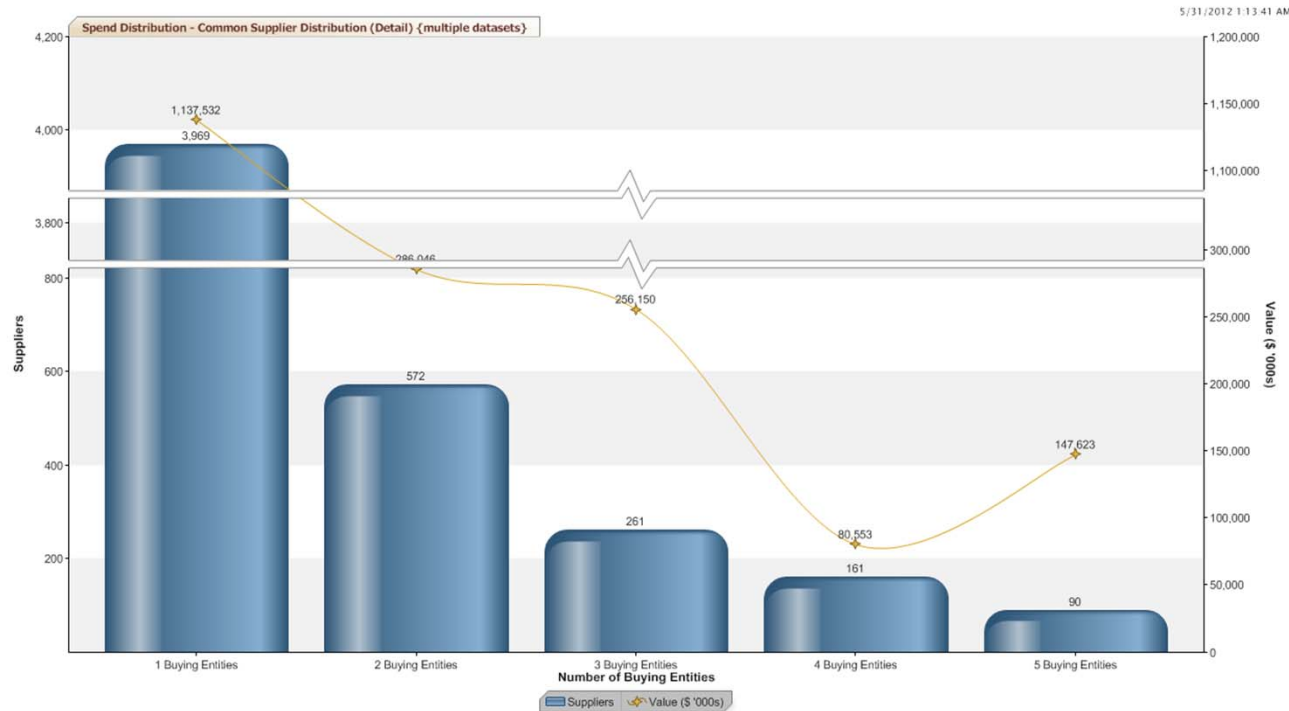 5/31/2012 1:13:41 AM
Spend Distribution - Common Supplier Distribution (Detail) {multiple datasets}
4,200
4,000
3,800
800
600
400
200
Suppliers
1,137,532
3,969
286,046
572
256,150
261
80,553
161
147,623
90
1,200,000
1,150,000
1,100,000
300,000
250,000
200,000
150,000
100,000
50,000
0
Value ($ '000s)
1 Buying Entities
2 Buying Entities
3 Buying Entities
4 Buying Entities
5 Buying Entities
Number of Buying Entities
Suppliers
Value ($ '000s)